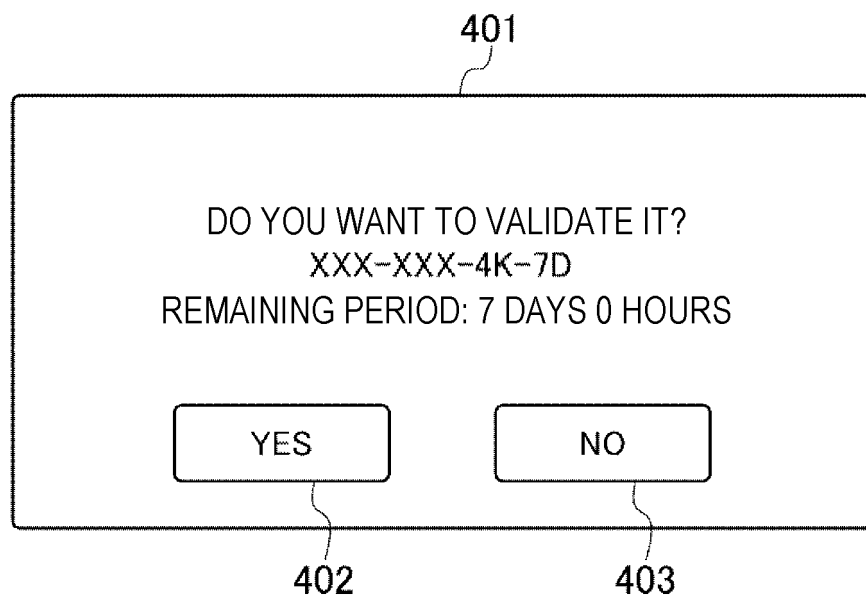 401
DO YOU WANT TO VALIDATE IT?
XXX-XXX-4K-7D
REMAINING PERIOD: 7 DAYS 0 HOURS
YES
NO
402
403